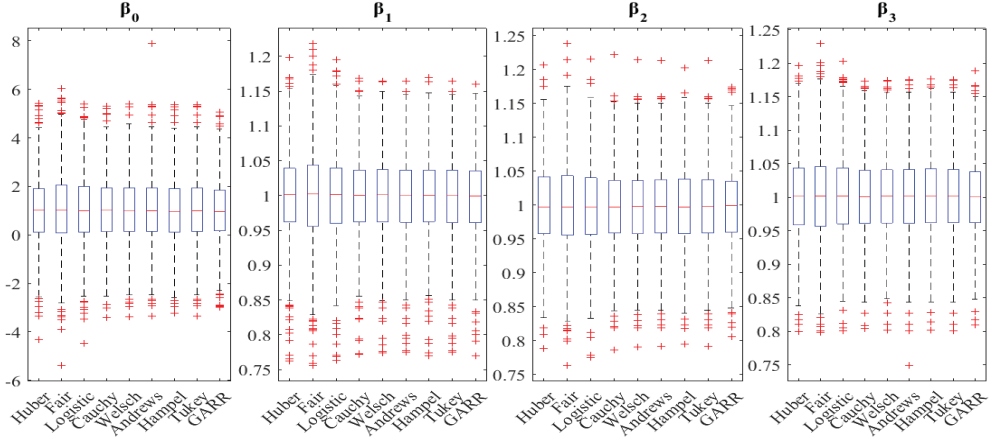 β0
8
6
4
2
0
-2
-4
-6
Huber
Fair
Logistic
Cauchy
Welsch
Andrews
Hampel
Tukey
GARR
β1
1.2
1.15
1.1
1.05
1
0.95
0.9
0.85
0.8
0.75
Huber
Fair
Logistic
Cauchy
Welsch
Andrews
Hampel
Tukey
GARR
β2
1.25
1.2
1.15
1.1
1.05
1
0.95
0.9
0.85
0.8
0.75
Huber
Fair
Logistic
Cauchy
Welsch
Andrews
Hampel
Tukey
GARR
β3
1.25
1.2
1.15
1.1
1.05
1
0.95
0.9
0.85
0.8
0.75
Huber
Fair
Logistic
Cauchy
Welsch
Andrews
Hampel
Tukey
GARR